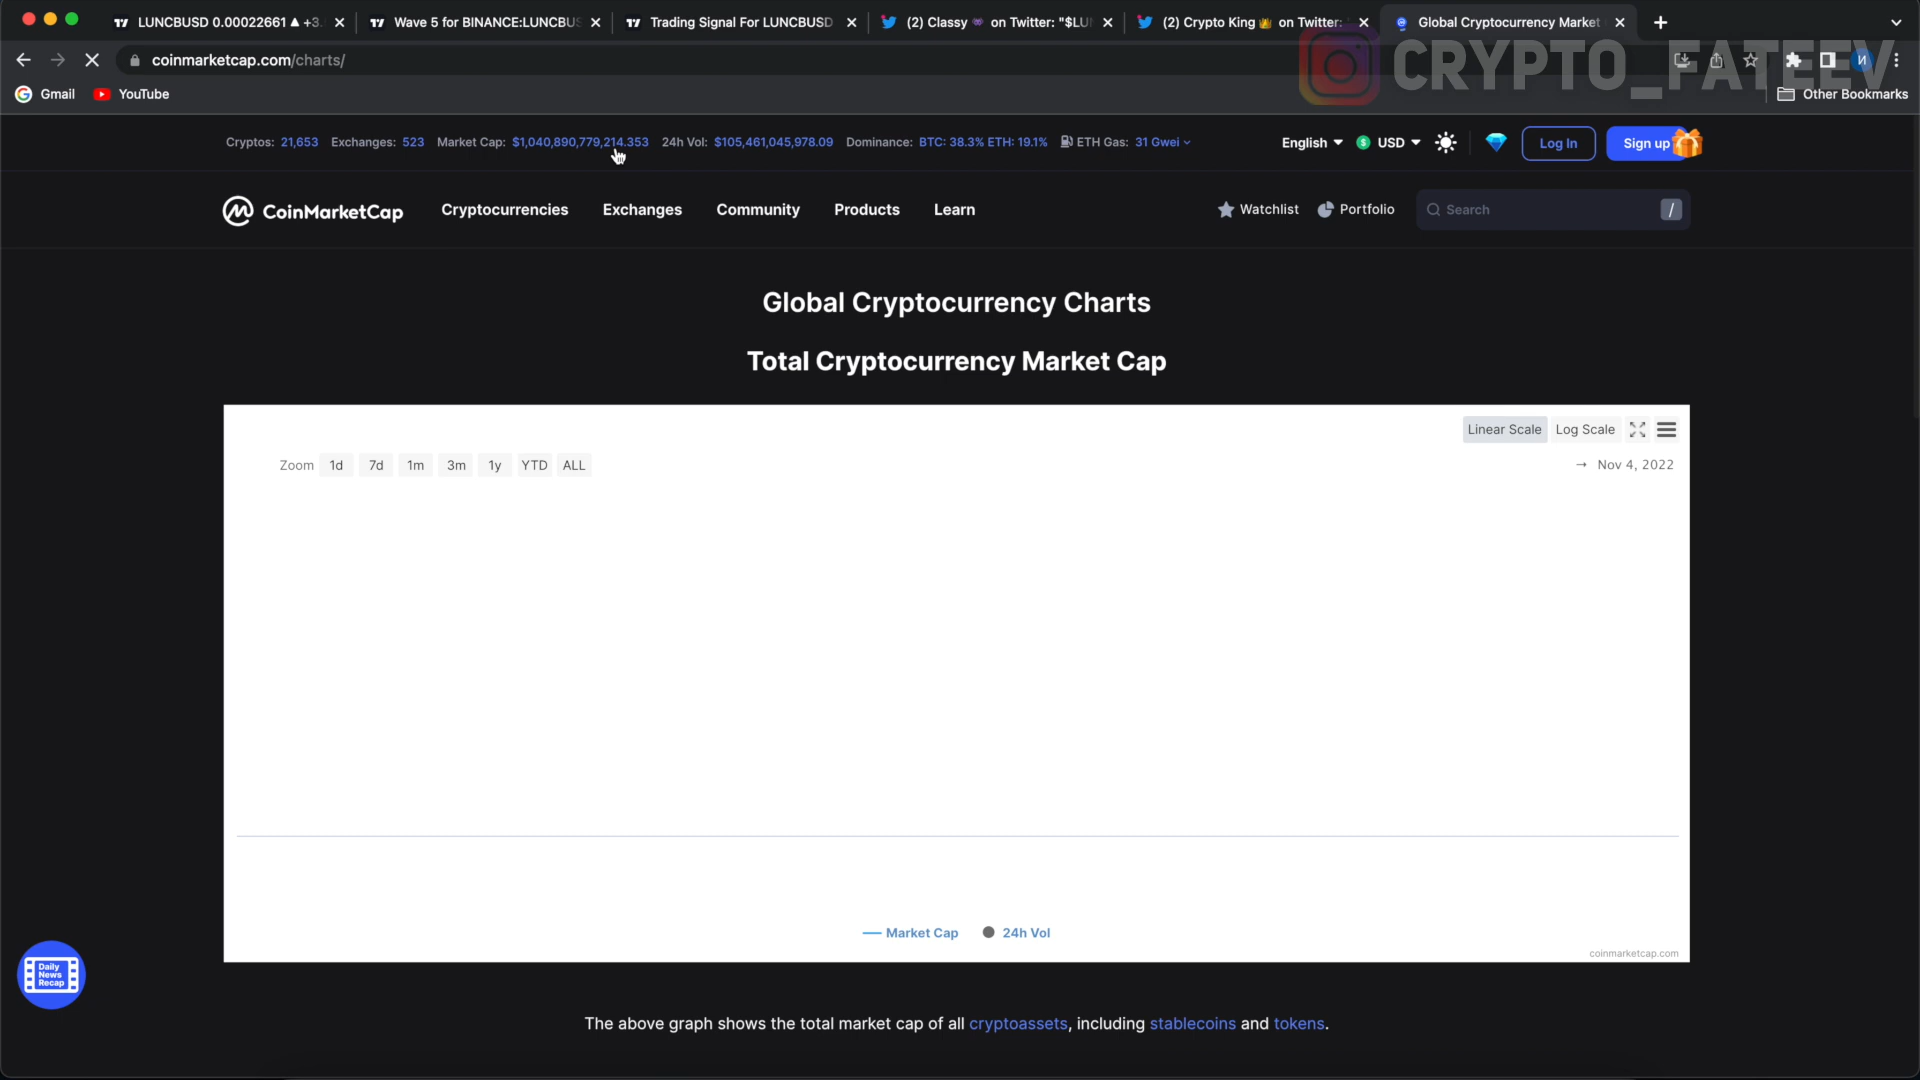 LUNCBUSD 0.00022661 ▲ +3.
Wave 5 for BINANCE:LUNCBUS
Trading Signal For LUNCBUSD
(2) Classy 👾 on Twitter: "$LU
(2) Crypto King 👑 on Twitter:
Global Cryptocurrency Market
coinmarketcap.com/charts/
CRYPTO_FATEEV
Gmail
YouTube
Other Bookmarks
Cryptos: 21,653 Exchanges: 523 Market Cap: $1,040,890,779,214.353 24h Vol: $105,461,045,978.09 Dominance: BTC: 38.3% ETH: 19.1% ETH Gas: 31 Gwei
English USD Log In Sign up
CoinMarketCap Cryptocurrencies Exchanges Community Products Learn Watchlist Portfolio Search /
Global Cryptocurrency Charts
Total Cryptocurrency Market Cap
Linear Scale Log Scale
Zoom 1d 7d 1m 3m 1y YTD ALL → Nov 4, 2022
Market Cap 24h Vol
coinmarketcap.com
Daily
News
Recap
The above graph shows the total market cap of all cryptoassets, including stablecoins and tokens.